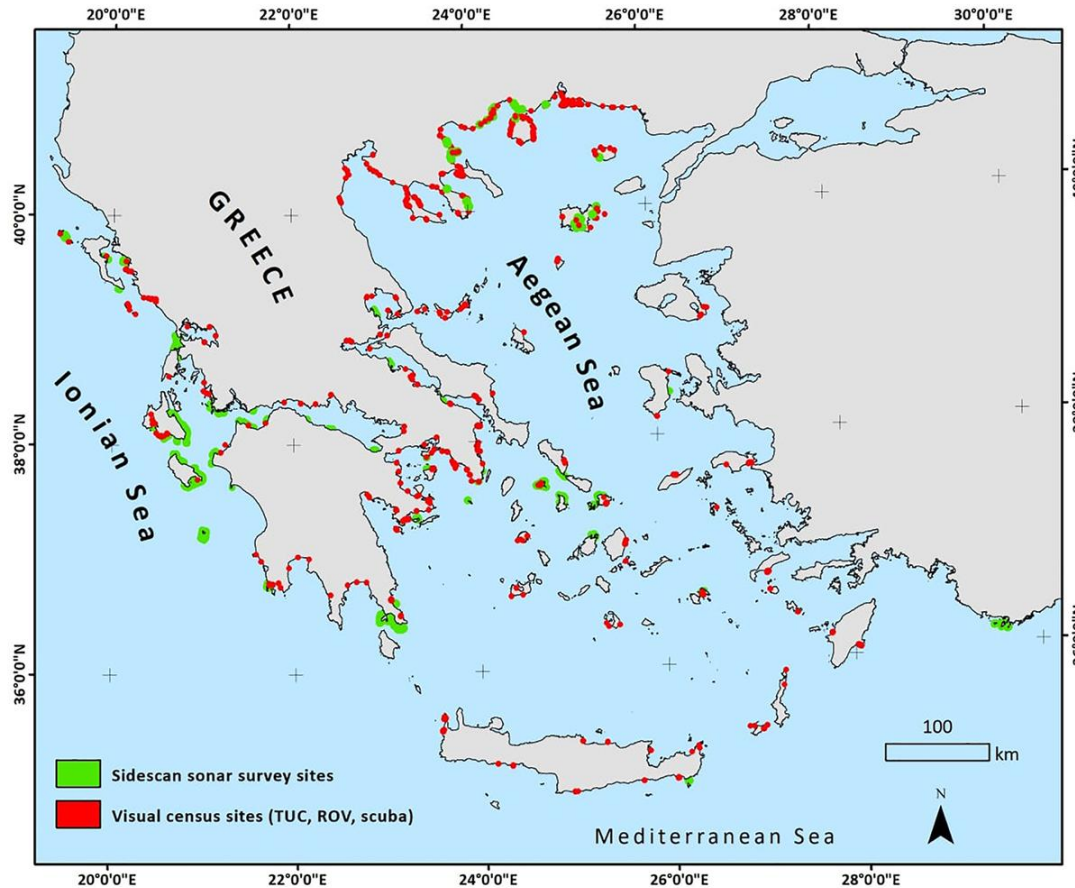 20°0'0"E 22°0'0"E 24°0'0"E 26°0'0"E 28°0'0"E 30°0'0"E
40°0'0"N
38°0'0"N
36°0'0"N
GREECE
Aegean Sea
Ionian Sea
100
km
Sidescan sonar survey sites
Visual census sites (TUC, ROV, scuba)
N
Mediterranean Sea
20°0'0"E 22°0'0"E 24°0'0"E 26°0'0"E 28°0'0"E